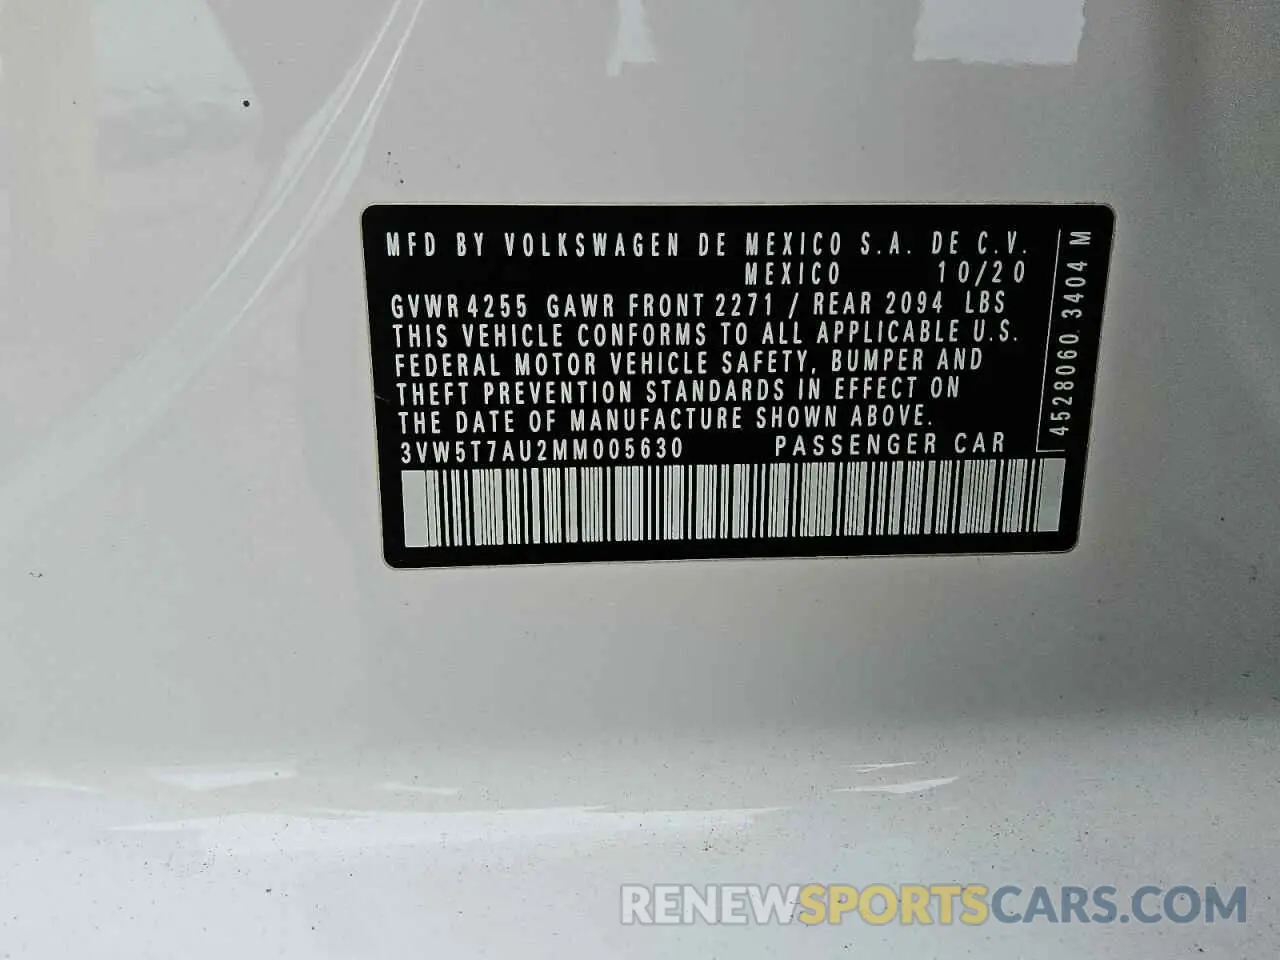 MFD BY VOLKSWAGEN DE MEXICO S.A. DE C.V.
MEXICO 10/20
GVWR 4255 GAWR FRONT 2271 / REAR 2094 LBS
THIS VEHICLE CONFORMS TO ALL APPLICABLE U.S.
FEDERAL MOTOR VEHICLE SAFETY, BUMPER AND
THEFT PREVENTION STANDARDS IN EFFECT ON
THE DATE OF MANUFACTURE SHOWN ABOVE.
3VW5T7AU2MM005630 PASSENGER CAR
4528060 3404 M
RENEWSPORTSCARS.COM